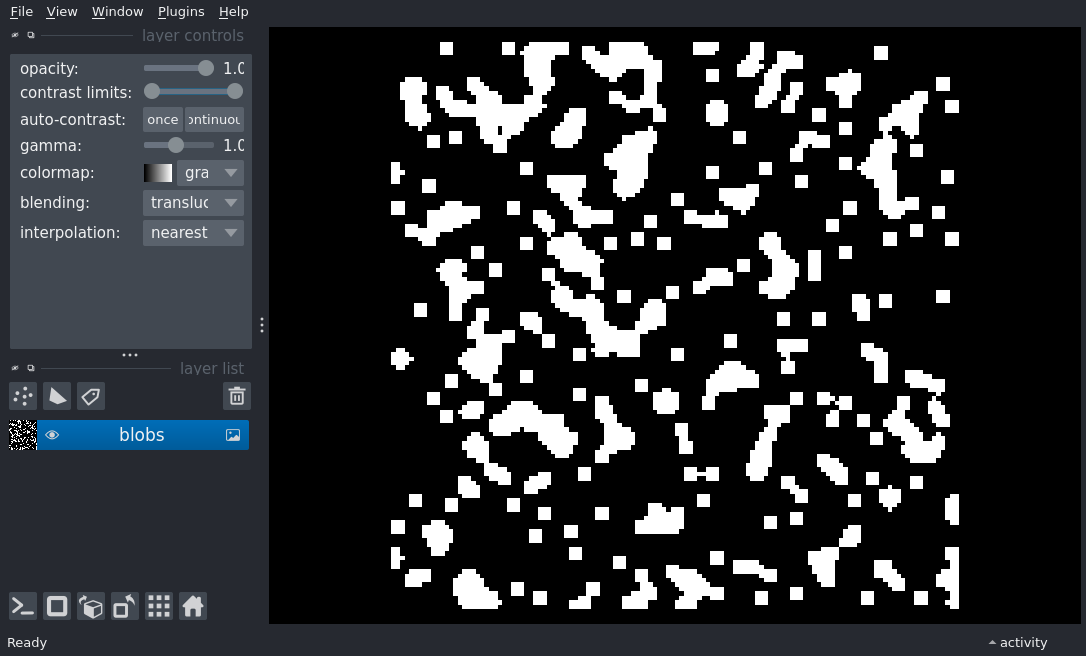 File View Window Plugins Help
layer controls
opacity: 1.0
contrast limits:
auto-contrast: once ontinuou
gamma: 1.0
colormap: gra
blending: transluc
interpolation: nearest
layer list
blobs
Ready activity